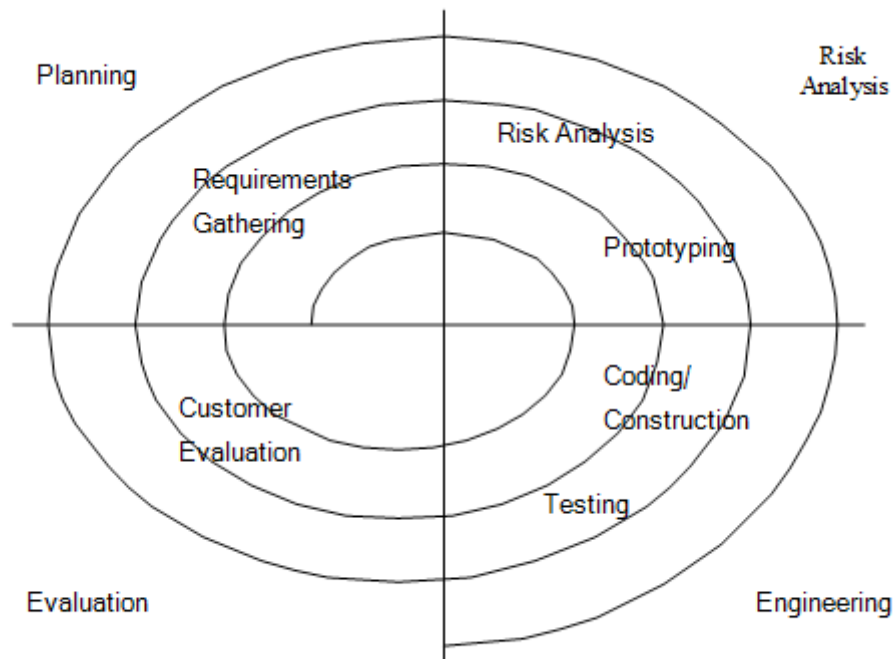 Planning
Risk
Analysis
Risk Analysis
Requirements
Gathering
Prototyping
Coding/
Construction
Customer
Evaluation
Testing
Evaluation
Engineering